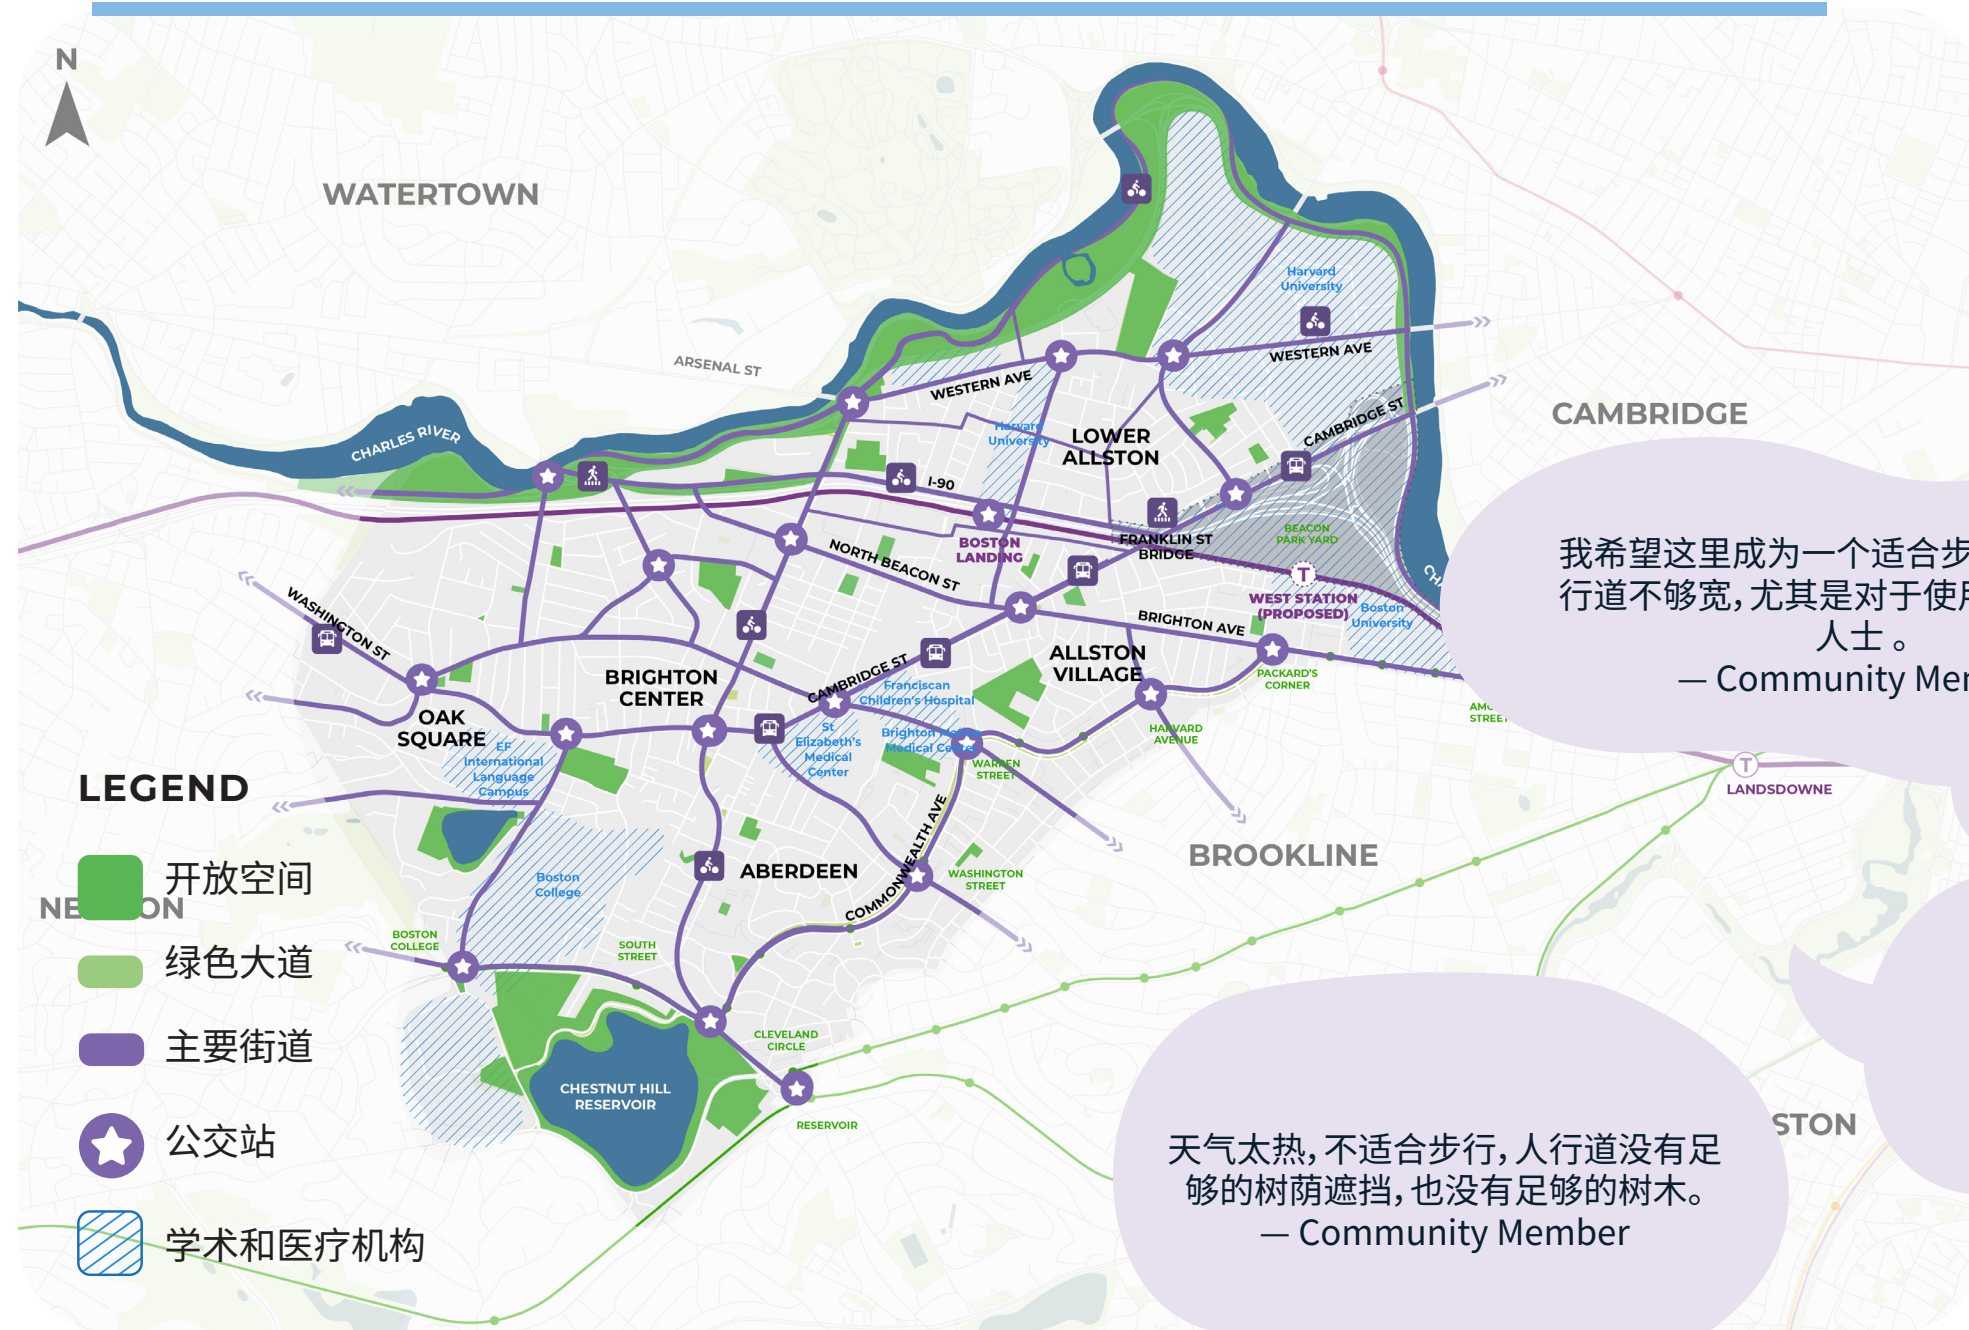 N
WATERTOWN
ARSENAL ST
CHARLES RIVER
CAMBRIDGE
Harvard
University
WESTERN AVE
WESTERN AVE
CAMBRIDGE ST
Harvard
University
LOWER
ALLSTON
I-90
BOSTON
LANDING
FRANKLIN ST
BRIDGE
BEACON
PARK YARD
NORTH BEACON ST
T
WEST STATION
(PROPOSED)
Boston
University
BRIGHTON AVE
WASHINGTON ST
BRIGHTON
CENTER
CAMBRIDGE ST
ALLSTON
VILLAGE
PACKARD'S
CORNER
Franciscan
Children's Hospital
OAK
SQUARE
St
Elizabeth's
Medical
Center
Brighton
Medical Center
WARREN
STREET
HARVARD
AVENUE
STREET
EF
International
Language
Campus
T
LANDSDOWNE
BROOKLINE
COMMONWEALTH AVE
WASHINGTON
STREET
ABERDEEN
Boston
College
BOSTON
COLLEGE
SOUTH
STREET
CLEVELAND
CIRCLE
CHESTNUT HILL
RESERVOIR
RESERVOIR
STON
LEGEND
开放空间
绿色大道
主要街道
公交站
学术和医疗机构
我希望这里成为一个适合步
行道不够宽，尤其是对于使用
人士 。
— Community Mem
天气太热，不适合步行，人行道没有足
够的树荫遮挡，也没有足够的树木。
— Community Member